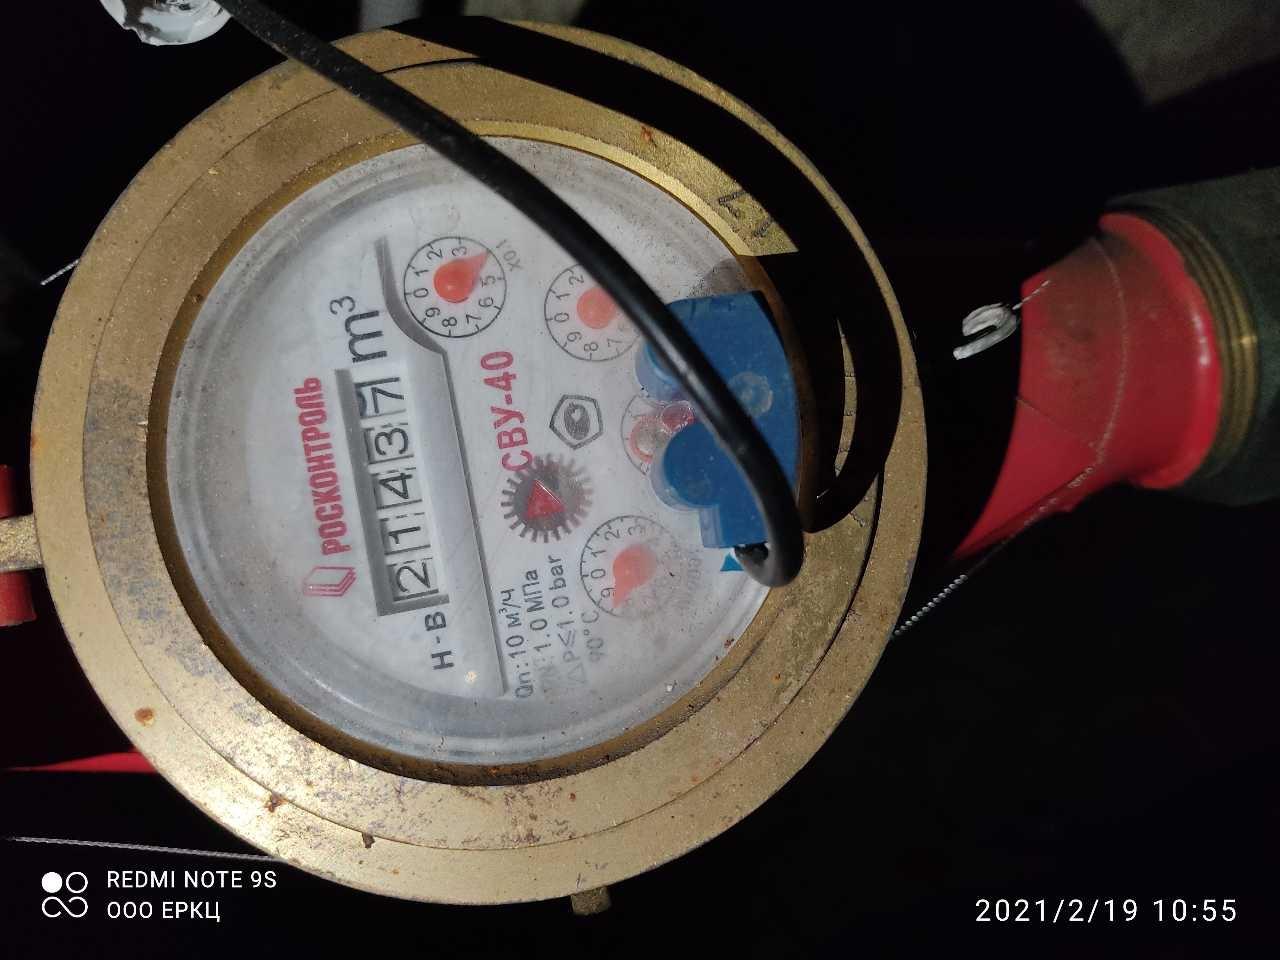 РОСКОНТРОЛЬ
21437 m³
Н - В
СВУ-40
Qn: 10 м³/ч
1.0 МПа
△P≤1.0 bar
90°C
X0.1
REDMI NOTE 9S
ООО ЕРКЦ
2021/2/19 10:55